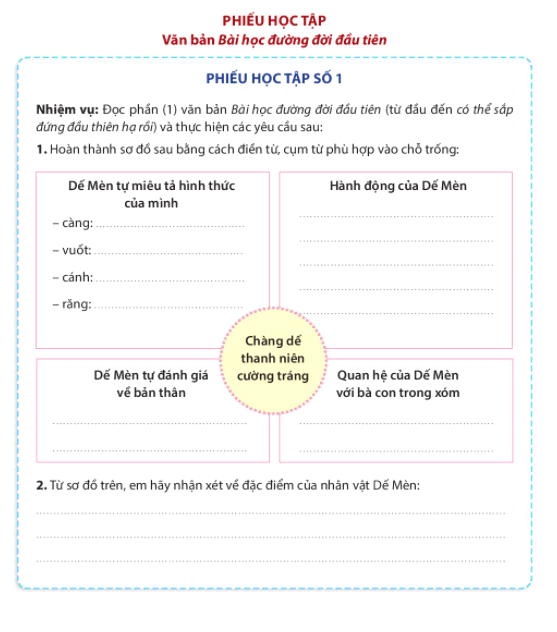 PHIẾU HỌC TẬP
Văn bản Bài học đường đời đầu tiên
PHIẾU HỌC TẬP SỐ 1
Nhiệm vụ: Đọc phần (1) văn bản Bài học đường đời đầu tiên (từ đầu đến có thể sắp
đứng đầu thiên hạ rồi) và thực hiện các yêu cầu sau:
1. Hoàn thành sơ đồ sau bằng cách điền từ, cụm từ phù hợp vào chỗ trống:
Dế Mèn tự miêu tả hình thức
của mình
– càng:
– vuốt:
– cánh:
– răng:
Hành động của Dế Mèn
Chàng dế
thanh niên
cường tráng
Dế Mèn tự đánh giá
về bản thân
Quan hệ của Dế Mèn
với bà con trong xóm
2. Từ sơ đồ trên, em hãy nhận xét về đặc điểm của nhân vật Dế Mèn: